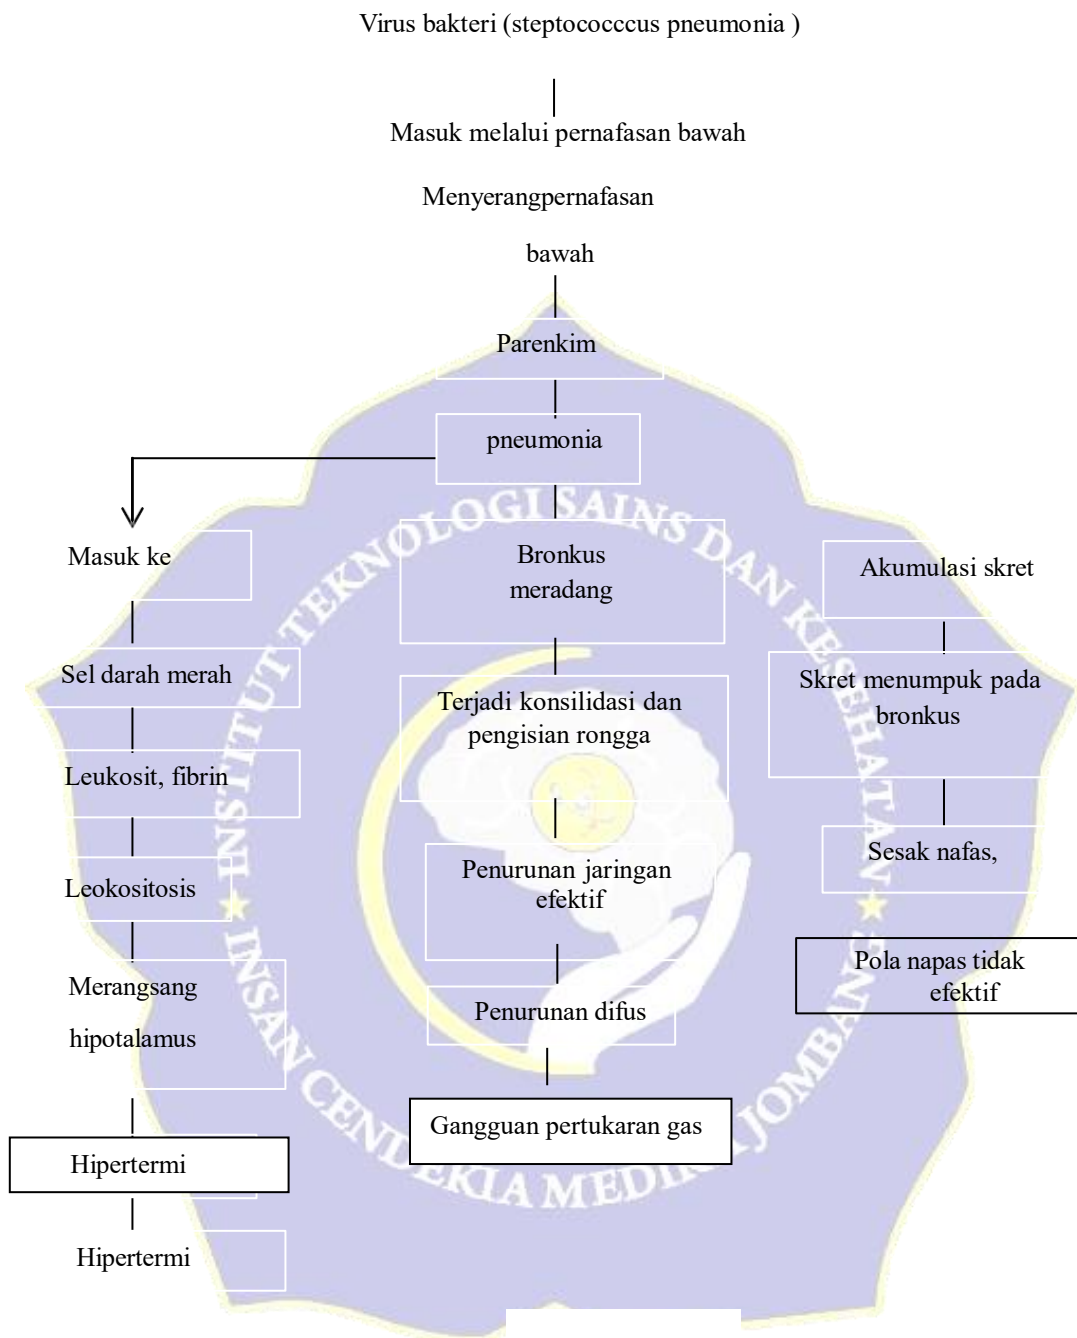 Virus bakteri (steptococccus pneumonia )
Masuk melalui pernafasan bawah
Menyerangpernafasan
bawah
Parenkim
pneumonia
Masuk ke
Sel darah merah
Leukosit, fibrin
Leokositosis
Merangsang
hipotalamus
Hipertermi
Hipertermi
Bronkus
meradang
Terjadi konsilidasi dan
pengisian rongga
Penurunan jaringan
efektif
Penurunan difus
Gangguan pertukaran gas
Akumulasi skret
Skret menumpuk pada
bronkus
Sesak nafas,
Pola napas tidak
efektif
INSTITUT TEKNOLOGI SAINS DAN KESEHATAN
INSAN CENDEKIA MEDIKA JOMBANG